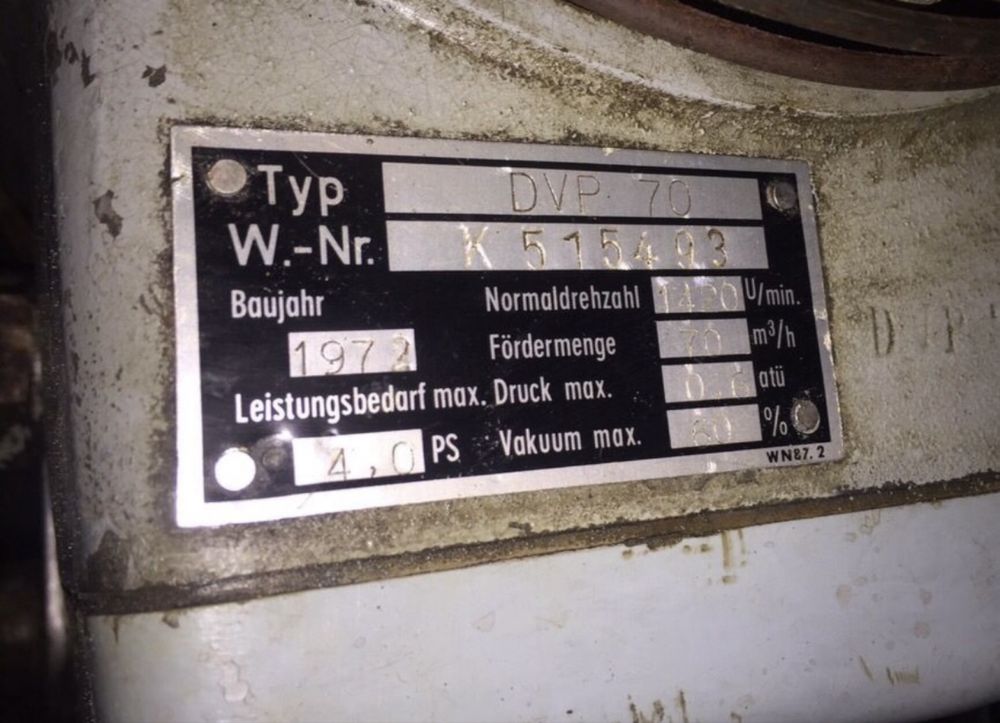 Typ DVP 70
W.-Nr. K 515493
Baujahr Normaldrehzahl 1420 U/min.
1972 Fördermenge 70 m³/h
Leistungsbedarf max. Druck max. atü
4,0 PS Vakuum max. 60 %
WN87.2